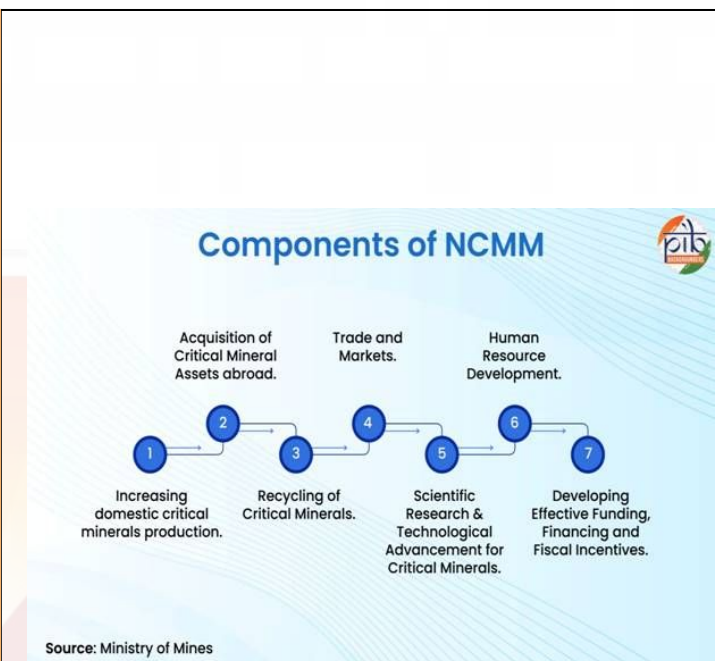 Components of NCMM
pib
BACKGROUNDERS
Acquisition of
Critical Mineral
Assets abroad.
Trade and
Markets.
Human
Resource
Development.
2
4
6
1
3
5
7
Increasing
domestic critical
minerals production.
Recycling of
Critical Minerals.
Scientific
Research &
Technological
Advancement for
Critical Minerals.
Developing
Effective Funding,
Financing and
Fiscal Incentives.
Source: Ministry of Mines